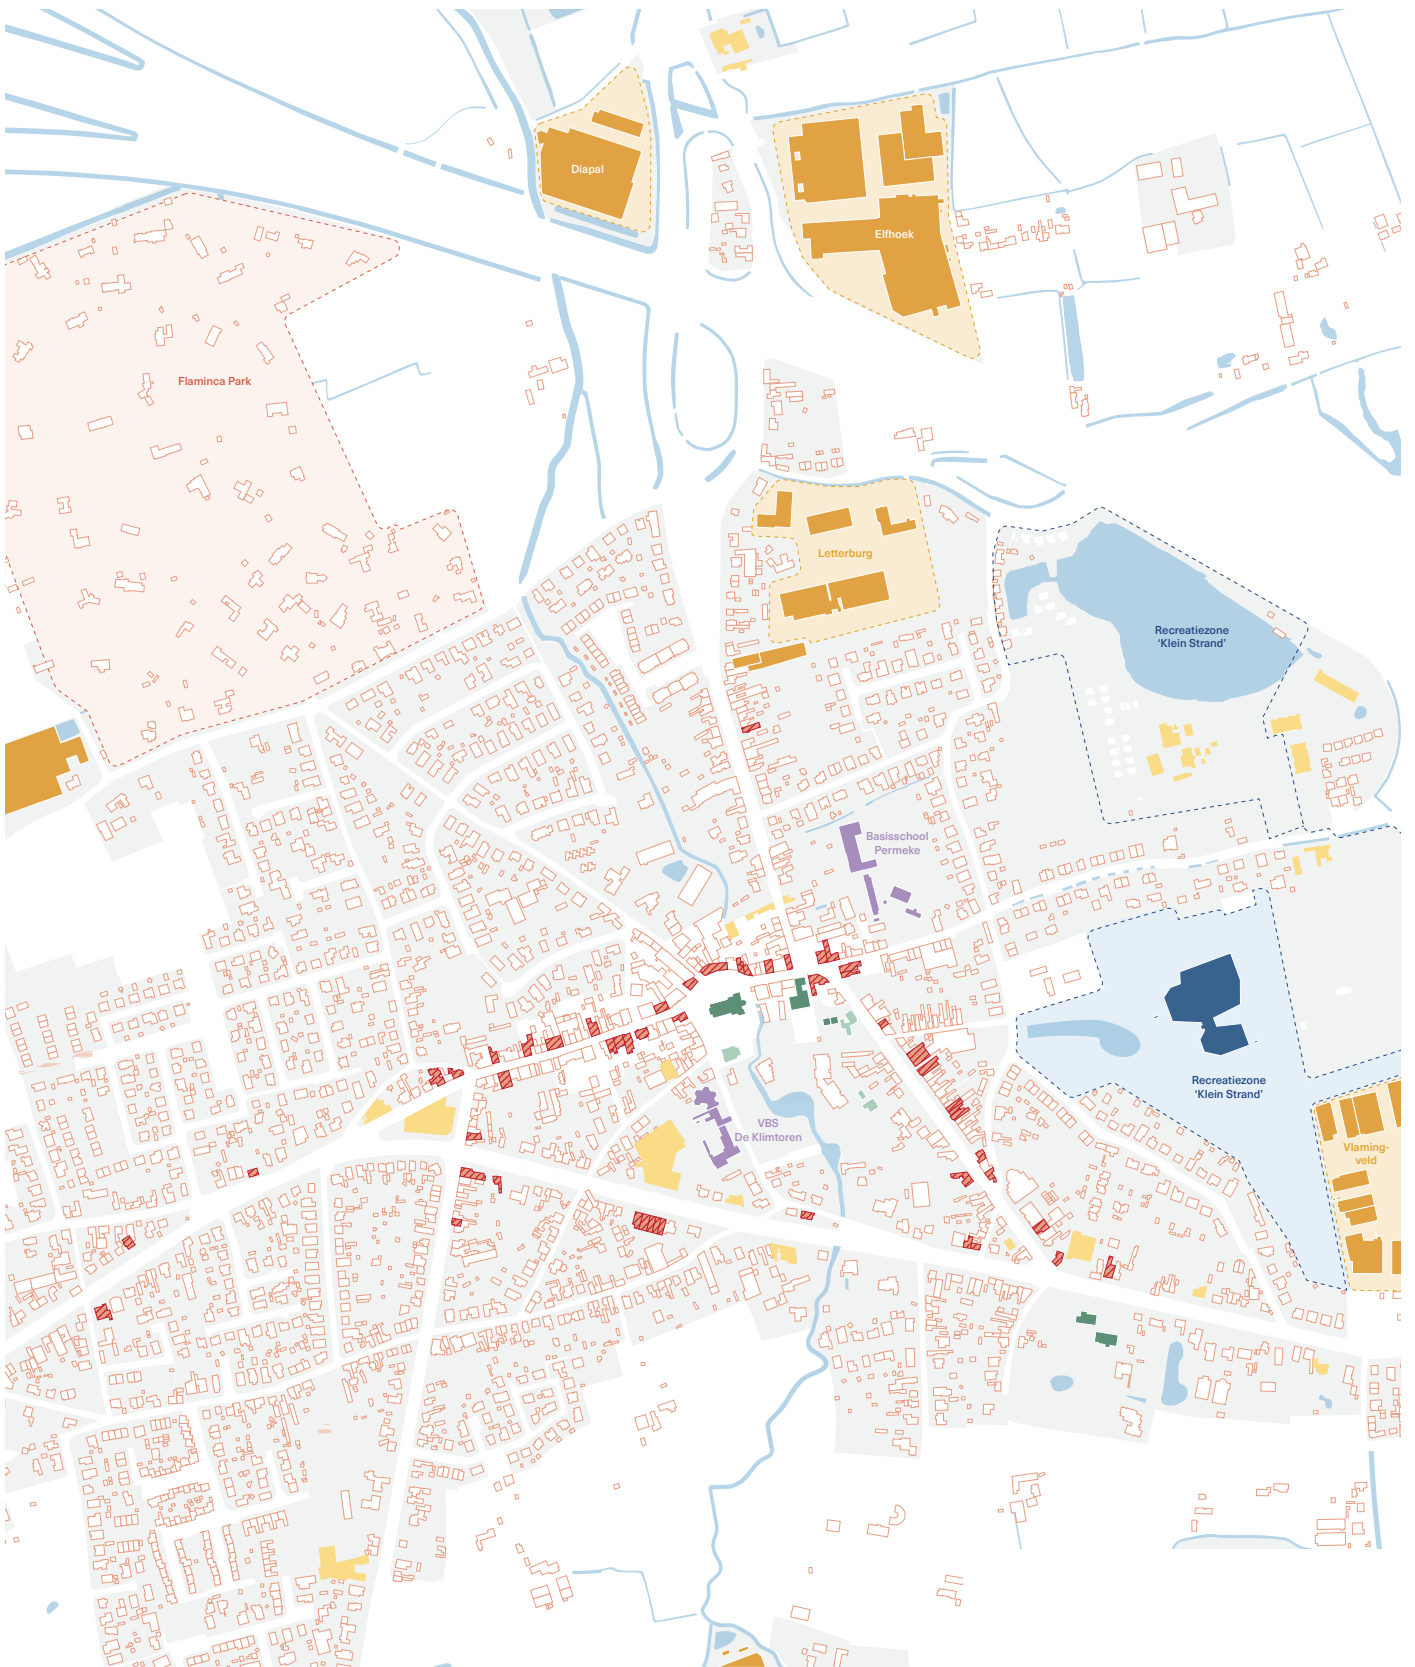 Diapal
Elfhoek
Flaminca Park
Letterburg
Recreatiezone
‘Klein Strand’
Basisschool
Permeke
Recreatiezone
‘Klein Strand’
VBS
De Klimtoren
Vlaming-
veld